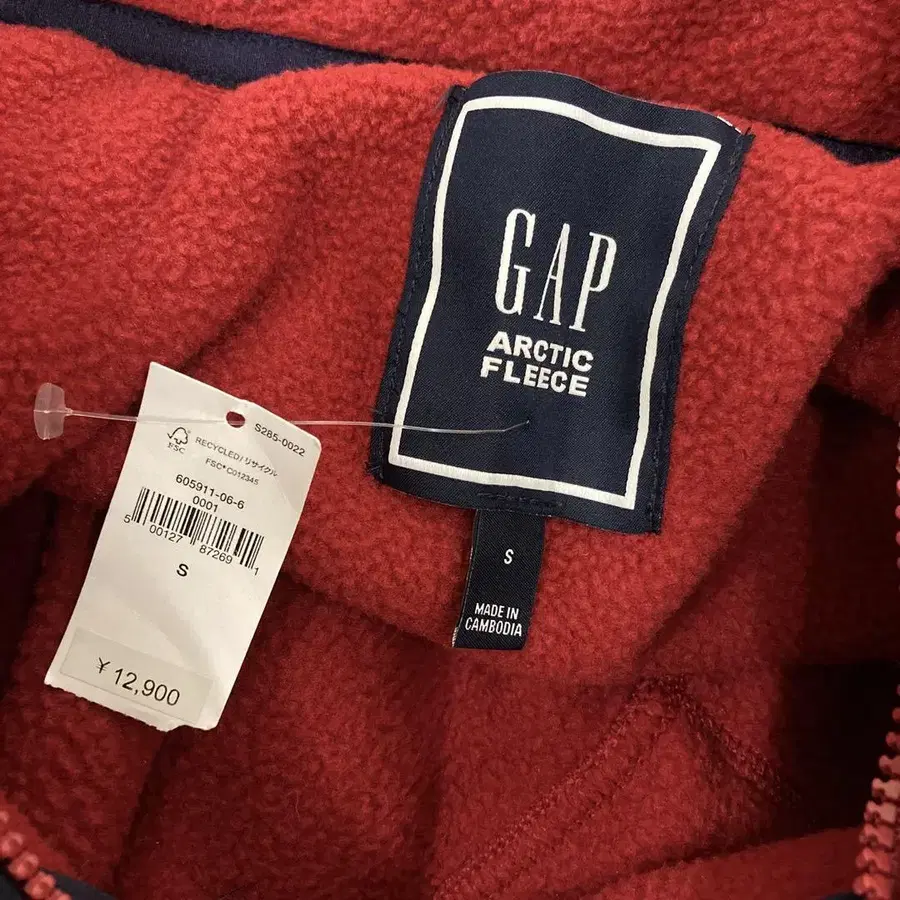 GAP
ARCTIC
FLEECE
S
MADE IN
CAMBODIA
S285-0022
FSC
RECYCLED/リサイクル
FSC® C012345
605911-06-6
0001
5 00127 87269 1
S
¥ 12,900